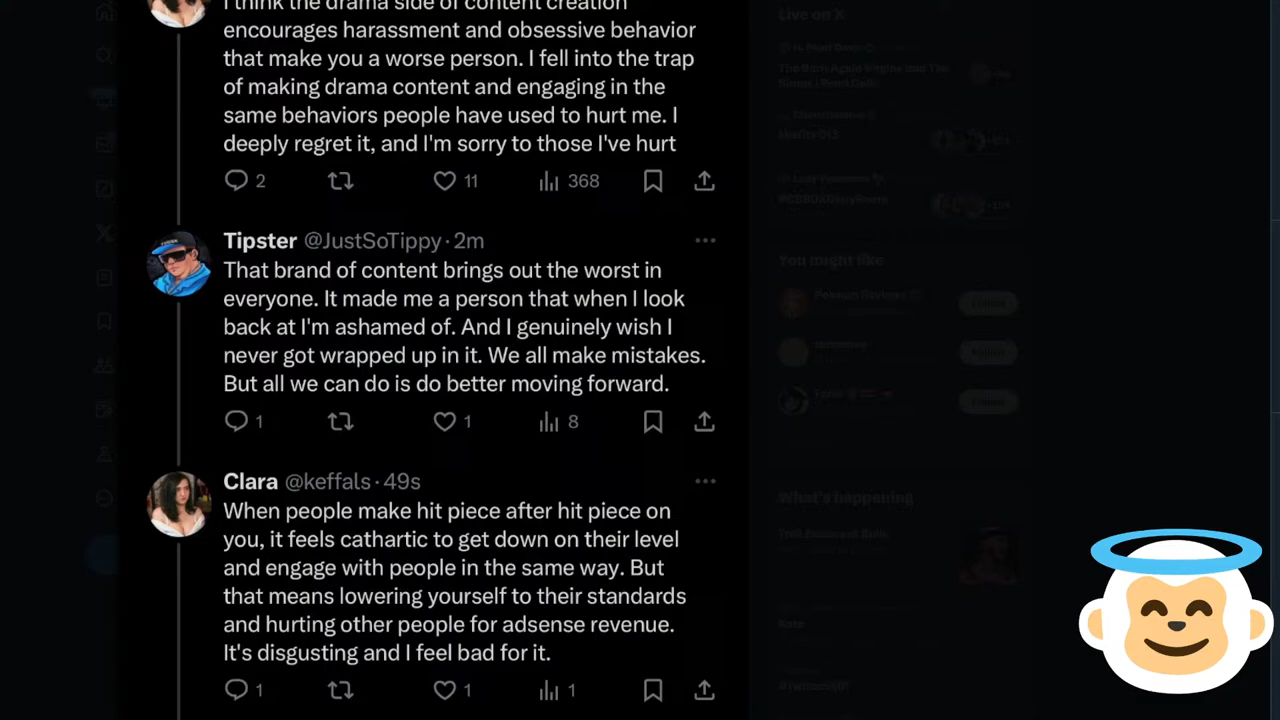 I think the drama side of content creation
encourages harassment and obsessive behavior
that make you a worse person. I fell into the trap
of making drama content and engaging in the
same behaviors people have used to hurt me. I
deeply regret it, and I'm sorry to those I've hurt
2 11 368
Tipster @JustSoTippy · 2m
That brand of content brings out the worst in
everyone. It made me a person that when I look
back at I'm ashamed of. And I genuinely wish I
never got wrapped up in it. We all make mistakes.
But all we can do is do better moving forward.
1 1 8
Clara @keffals · 49s
When people make hit piece after hit piece on
you, it feels cathartic to get down on their level
and engage with people in the same way. But
that means lowering yourself to their standards
and hurting other people for adsense revenue.
It's disgusting and I feel bad for it.
1 1 1
Live on X
You might like
What's happening